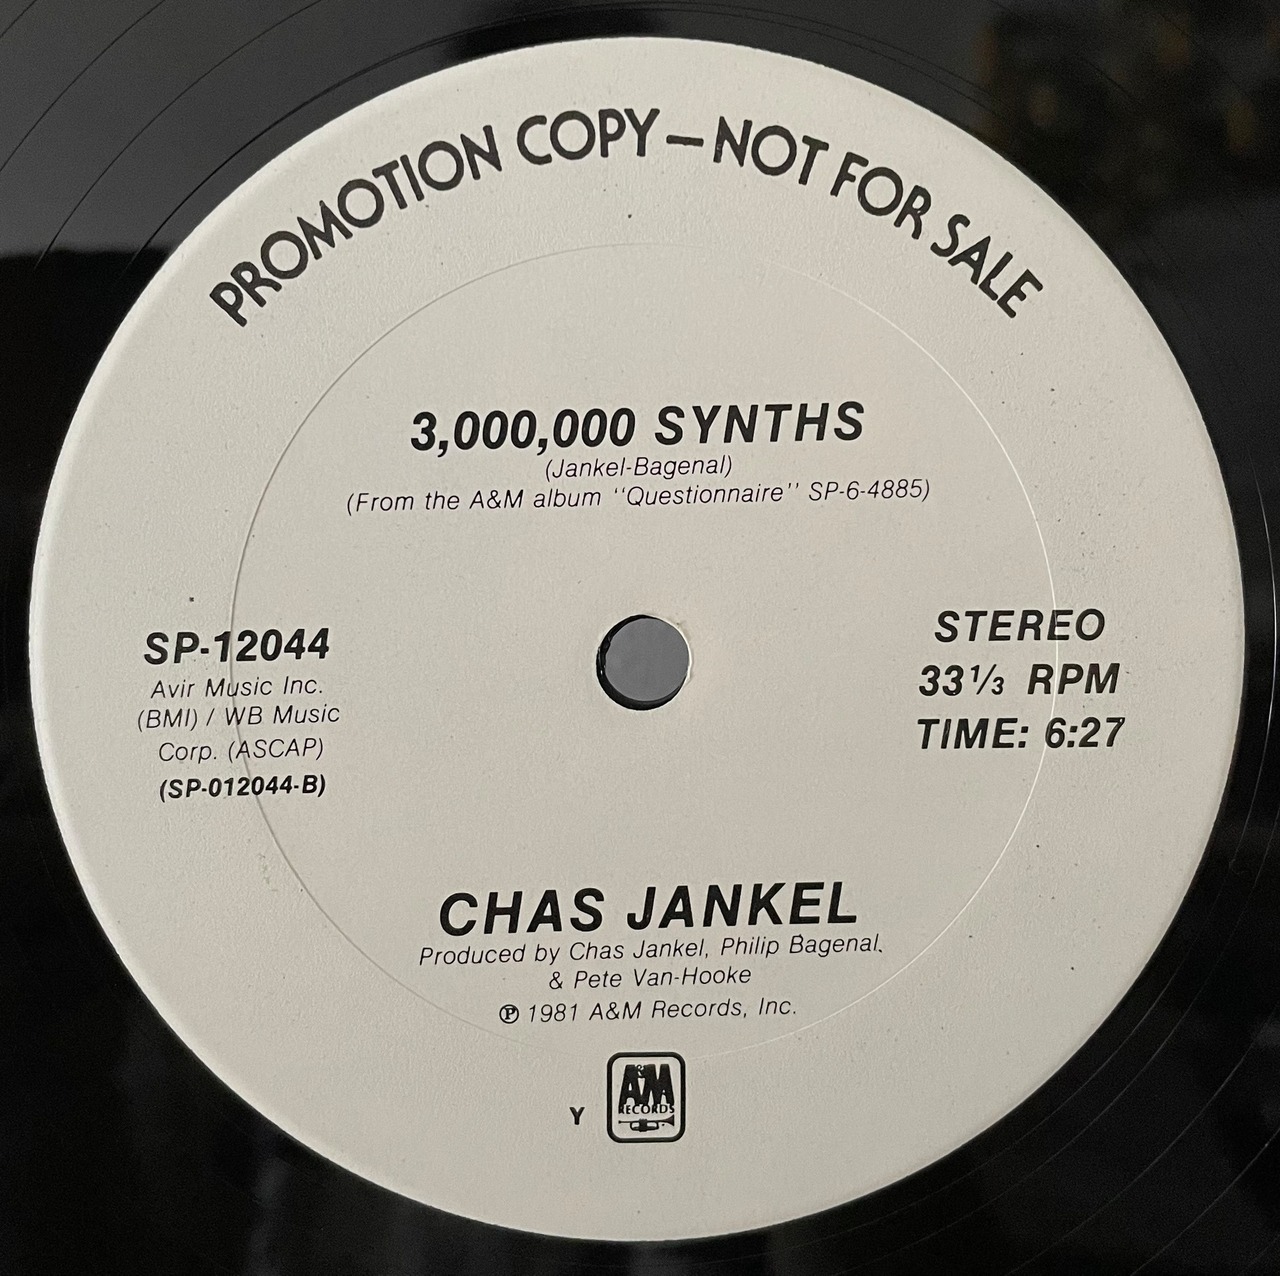 PROMOTION COPY—NOT FOR SALE
3,000,000 SYNTHS
(Jankel-Bagenal)
(From the A&M album "Questionnaire" SP-6-4885)
SP-12044
Avir Music Inc.
(BMI) / WB Music
Corp. (ASCAP)
(SP-012044-B)
STEREO
33⅓ RPM
TIME: 6:27
CHAS JANKEL
Produced by Chas Jankel, Philip Bagenal,
& Pete Van-Hooke
℗ 1981 A&M Records, Inc.
Y
A&M
RECORDS